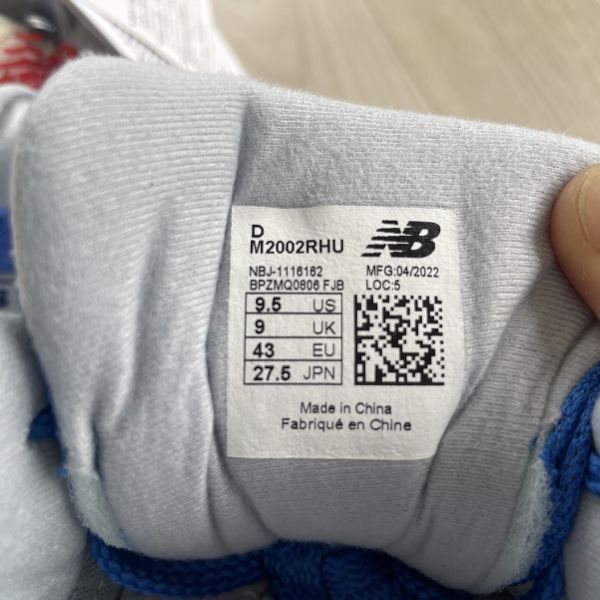 D
M2002RHU
NB
NBJ-1116162
MFG:04/2022
BPZMQ0806 FJB
LOC:5
9.5 US
9 UK
43 EU
27.5 JPN
Made in China
Fabriqué en Chine